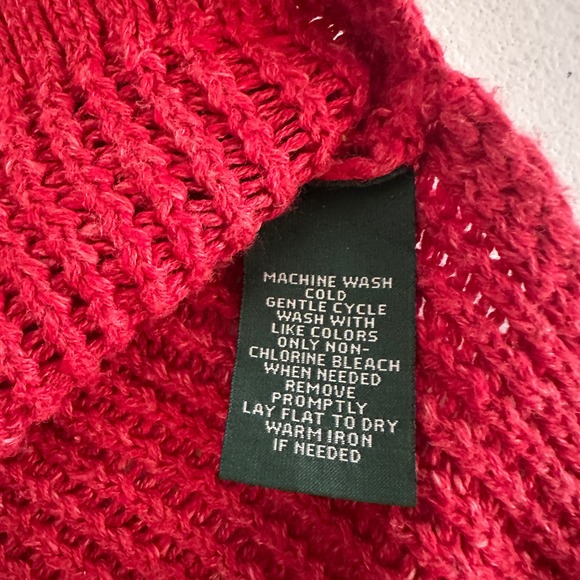 MACHINE WASH
COLD
GENTLE CYCLE
WASH WITH
LIKE COLORS
ONLY NON-
CHLORINE BLEACH
WHEN NEEDED
REMOVE
PROMPTLY
LAY FLAT TO DRY
WARM IRON
IF NEEDED